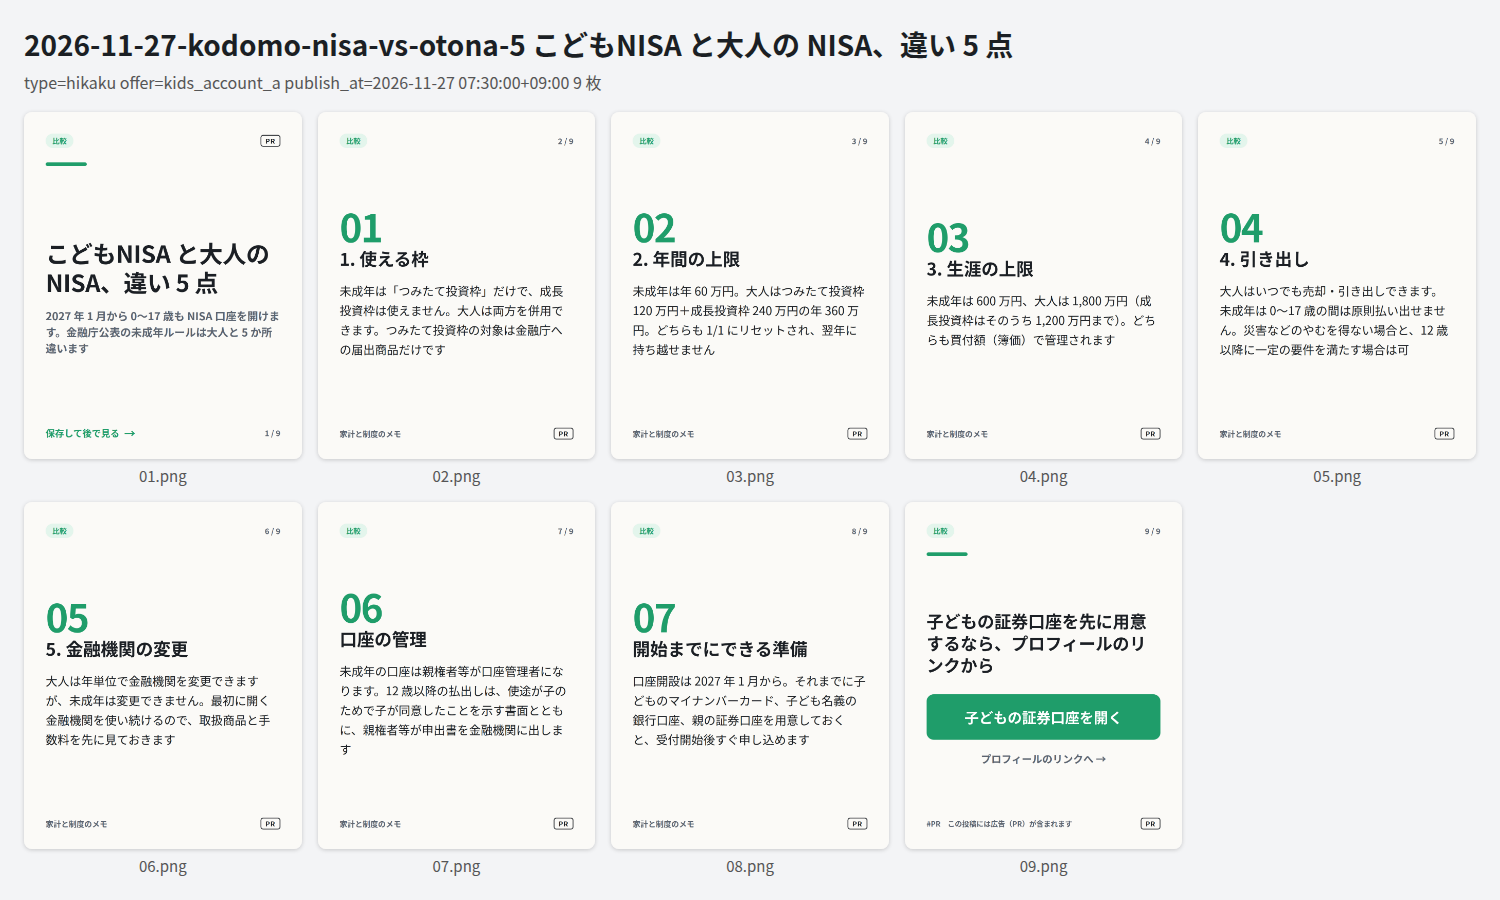 2026-11-27-kodomo-nisa-vs-otona-5 こどもNISA と大人の NISA、違い 5 点
type=hikaku offer=kids_account_a publish_at=2026-11-27 07:30:00+09:00 9 枚
比較
PR
こどもNISA と大人の
NISA、違い 5 点
2027 年 1 月から 0〜17 歳も NISA 口座を開けま
す。金融庁公表の未成年ルールは大人と 5 か所
違います
保存して後で見る →
1 / 9
01.png
比較
2 / 9
01
1. 使える枠
未成年は「つみたて投資枠」だけで、成長
投資枠は使えません。大人は両方を併用で
きます。つみたて投資枠の対象は金融庁へ
の届出商品だけです
家計と制度のメモ
PR
02.png
比較
3 / 9
02
2. 年間の上限
未成年は年 60 万円。大人はつみたて投資枠
120 万円＋成長投資枠 240 万円の年 360 万
円。どちらも 1/1 にリセットされ、翌年に
持ち越せません
家計と制度のメモ
PR
03.png
比較
4 / 9
03
3. 生涯の上限
未成年は 600 万円、大人は 1,800 万円（成
長投資枠はそのうち 1,200 万円まで）。どち
らも買付額（簿価）で管理されます
家計と制度のメモ
PR
04.png
比較
5 / 9
04
4. 引き出し
大人はいつでも売却・引き出しできます。
未成年は 0〜17 歳の間は原則払い出せませ
ん。災害などのやむを得ない場合と、12 歳
以降に一定の要件を満たす場合は可
家計と制度のメモ
PR
05.png
比較
6 / 9
05
5. 金融機関の変更
大人は年単位で金融機関を変更できます
が、未成年は変更できません。最初に開く
金融機関を使い続けるので、取扱商品と手
数料を先に見ておきます
家計と制度のメモ
PR
06.png
比較
7 / 9
06
口座の管理
未成年の口座は親権者等が口座管理者にな
ります。12 歳以降の払出しは、使途が子の
ためで子が同意したことを示す書面ととも
に、親権者等が申出書を金融機関に出しま
す
家計と制度のメモ
PR
07.png
比較
8 / 9
07
開始までにできる準備
口座開設は 2027 年 1 月から。それまでに子
どものマイナンバーカード、子ども名義の
銀行口座、親の証券口座を用意しておく
と、受付開始後すぐ申し込めます
家計と制度のメモ
PR
08.png
比較
9 / 9
子どもの証券口座を先に用意
するなら、プロフィールのリ
ンクから
子どもの証券口座を開く
プロフィールのリンクへ →
#PR この投稿には広告（PR）が含まれます
PR
09.png